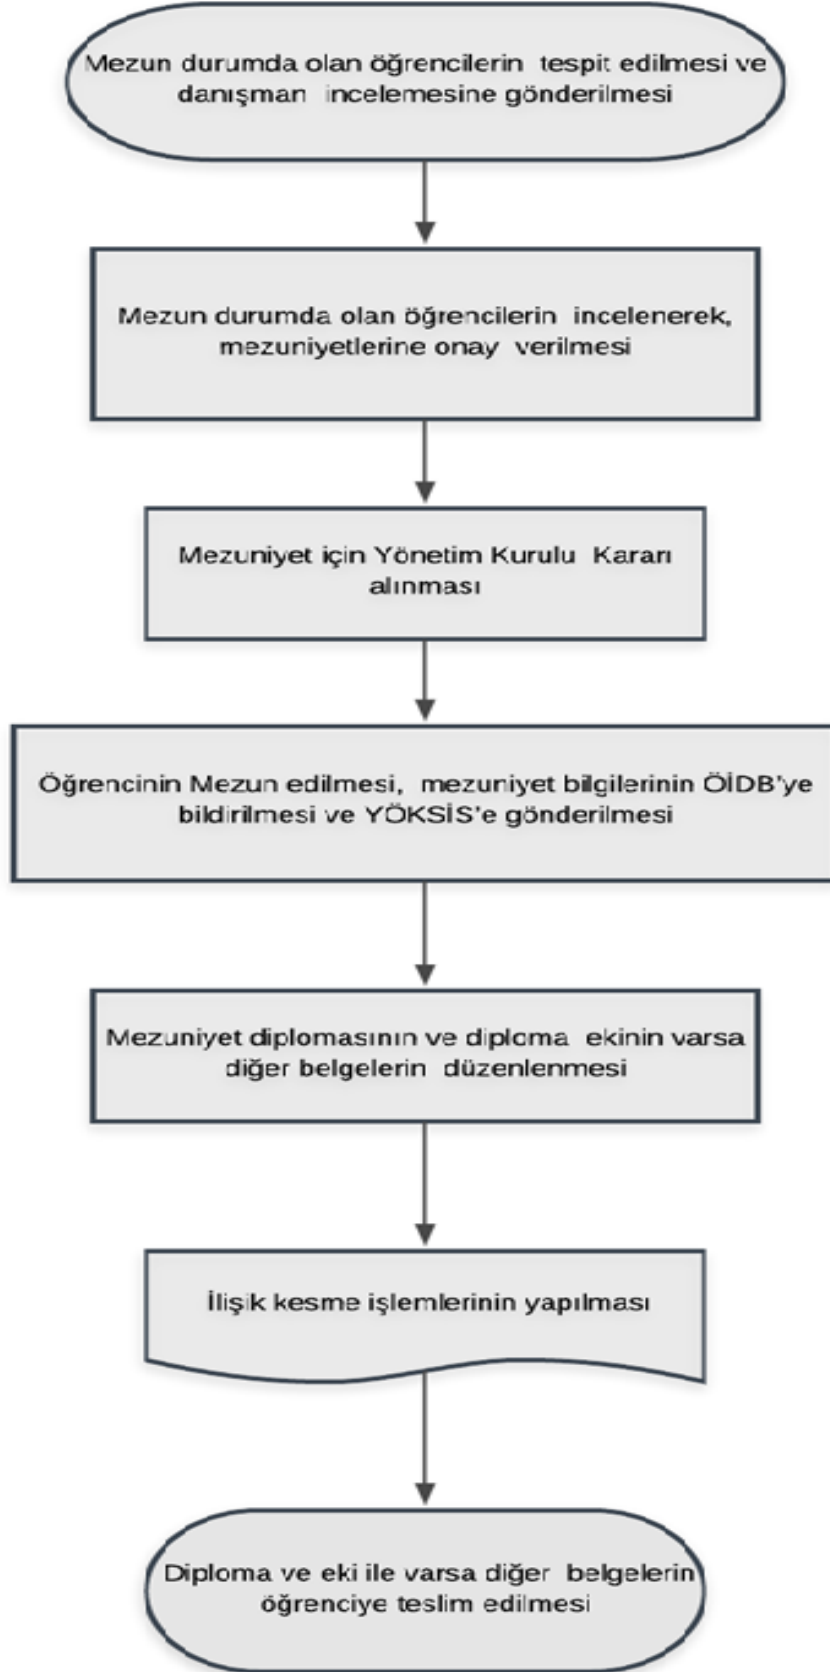 Mezun durumda olan öğrencilerin tespit edilmesi ve
danışman incelemesine gönderilmesi
Mezun durumda olan öğrencilerin incelenerek,
mezuniyetlerine onay verilmesi
Mezuniyet için Yönetim Kurulu Kararı
alınması
Öğrencinin Mezun edilmesi, mezuniyet bilgilerinin ÖİDB'ye
bildirilmesi ve YÖKSİS'e gönderilmesi
Mezuniyet diplomasının ve diploma ekinin varsa
diğer belgelerin düzenlenmesi
İlişik kesme işlemlerinin yapılması
Diploma ve eki ile varsa diğer belgelerin
öğrenciye teslim edilmesi